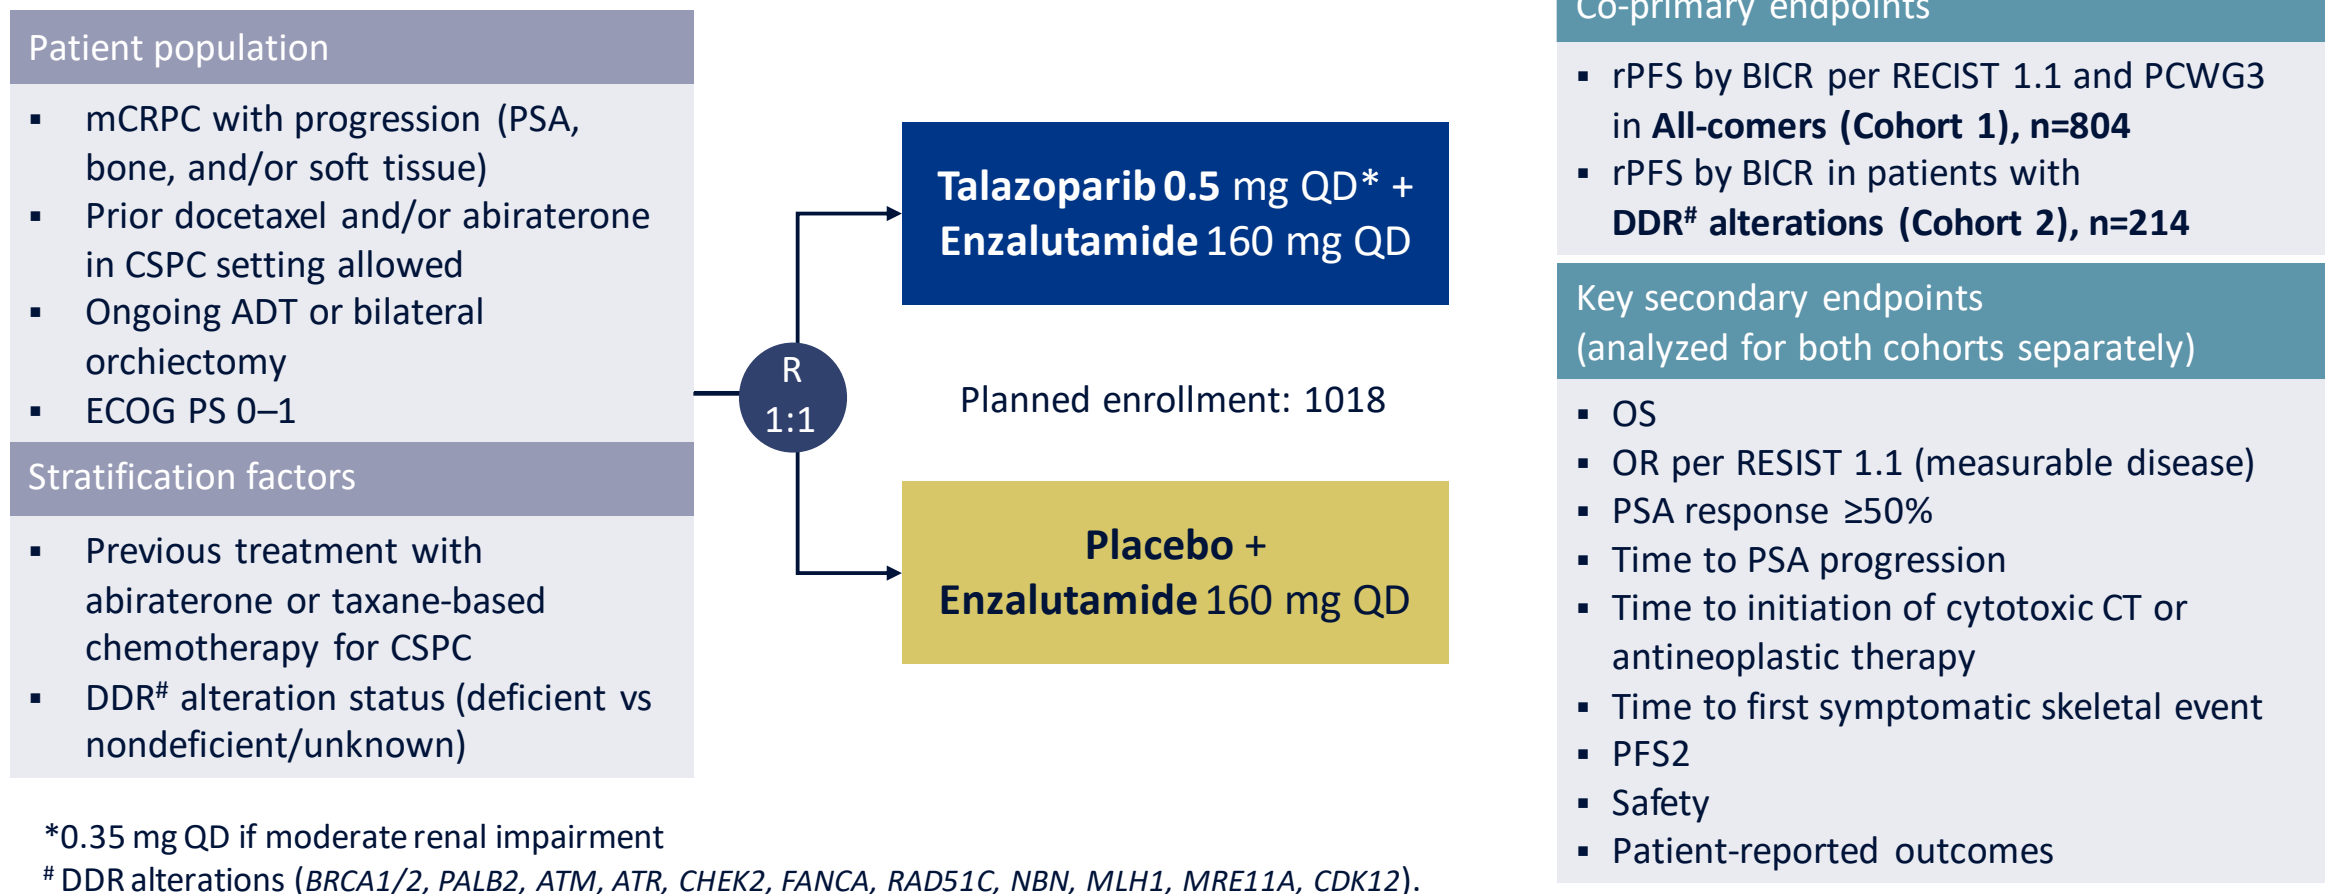 Patient population
▪ mCRPC with progression (PSA,
bone, and/or soft tissue)
▪ Prior docetaxel and/or abiraterone
in CSPC setting allowed
▪ Ongoing ADT or bilateral
orchiectomy
▪ ECOG PS 0–1
Stratification factors
▪ Previous treatment with
abiraterone or taxane-based
chemotherapy for CSPC
▪ DDR# alteration status (deficient vs
nondeficient/unknown)
R
1:1
Talazoparib 0.5 mg QD* +
Enzalutamide 160 mg QD
Planned enrollment: 1018
Placebo +
Enzalutamide 160 mg QD
Co-primary endpoints
▪ rPFS by BICR per RECIST 1.1 and PCWG3
in All-comers (Cohort 1), n=804
▪ rPFS by BICR in patients with
DDR# alterations (Cohort 2), n=214
Key secondary endpoints
(analyzed for both cohorts separately)
▪ OS
▪ OR per RESIST 1.1 (measurable disease)
▪ PSA response ≥50%
▪ Time to PSA progression
▪ Time to initiation of cytotoxic CT or
antineoplastic therapy
▪ Time to first symptomatic skeletal event
▪ PFS2
▪ Safety
▪ Patient-reported outcomes
*0.35 mg QD if moderate renal impairment
# DDR alterations (BRCA1/2, PALB2, ATM, ATR, CHEK2, FANCA, RAD51C, NBN, MLH1, MRE11A, CDK12).